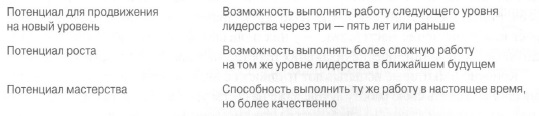 Потенциал для продвижения
на новый уровень
Возможность выполнять работу следующего уровня
лидерства через три — пять лет или раньше
Потенциал роста
Возможность выполнять более сложную работу
на том же уровне лидерства в ближайшем будущем
Потенциал мастерства
Способность выполнить ту же работу в настоящее время,
но более качественно